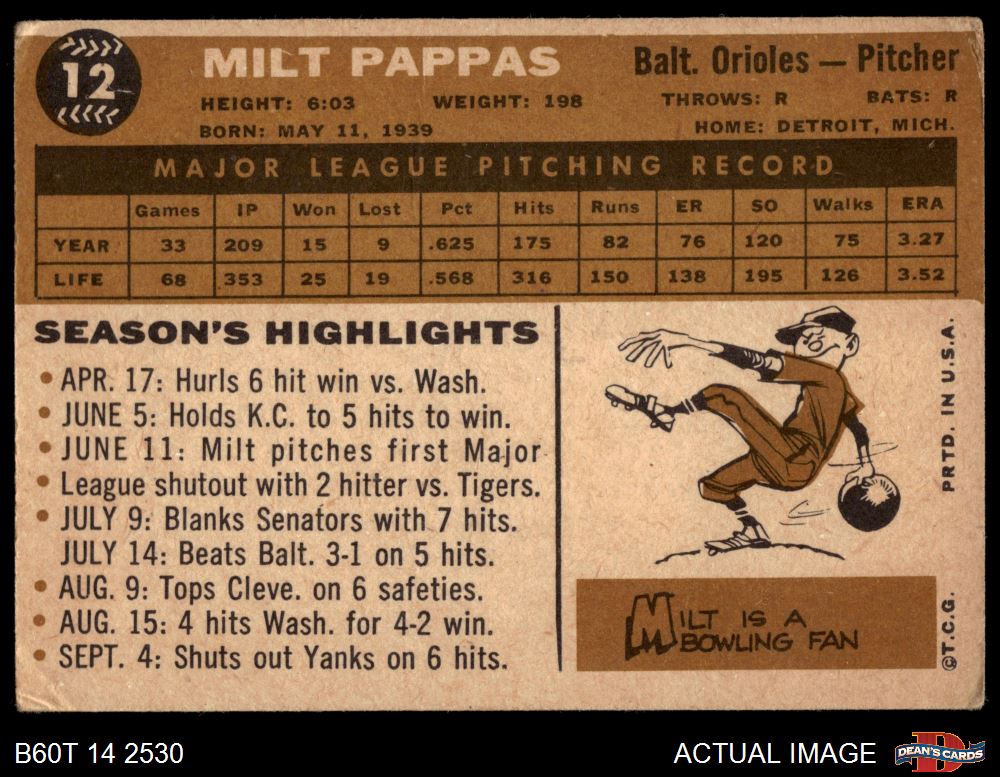 12
MILT PAPPAS
Balt. Orioles — Pitcher
HEIGHT: 6:03 WEIGHT: 198 THROWS: R BATS: R
BORN: MAY 11, 1939 HOME: DETROIT, MICH.
MAJOR LEAGUE PITCHING RECORD
Games IP Won Lost Pct Hits Runs ER SO Walks ERA
YEAR 33 209 15 9 .625 175 82 76 120 75 3.27
LIFE 68 353 25 19 .568 316 150 138 195 126 3.52
SEASON'S HIGHLIGHTS
• APR. 17: Hurls 6 hit win vs. Wash.
• JUNE 5: Holds K.C. to 5 hits to win.
• JUNE 11: Milt pitches first Major
• League shutout with 2 hitter vs. Tigers.
• JULY 9: Blanks Senators with 7 hits.
JULY 14: Beats Balt. 3-1 on 5 hits.
• AUG. 9: Tops Cleve. on 6 safeties.
• AUG. 15: 4 hits Wash. for 4-2 win.
• SEPT. 4: Shuts out Yanks on 6 hits.
MILT IS A
BOWLING FAN
PRTD. IN U.S.A.
©T.C.G.
B60T 14 2530
ACTUAL IMAGE
D
DEAN'S CARDS